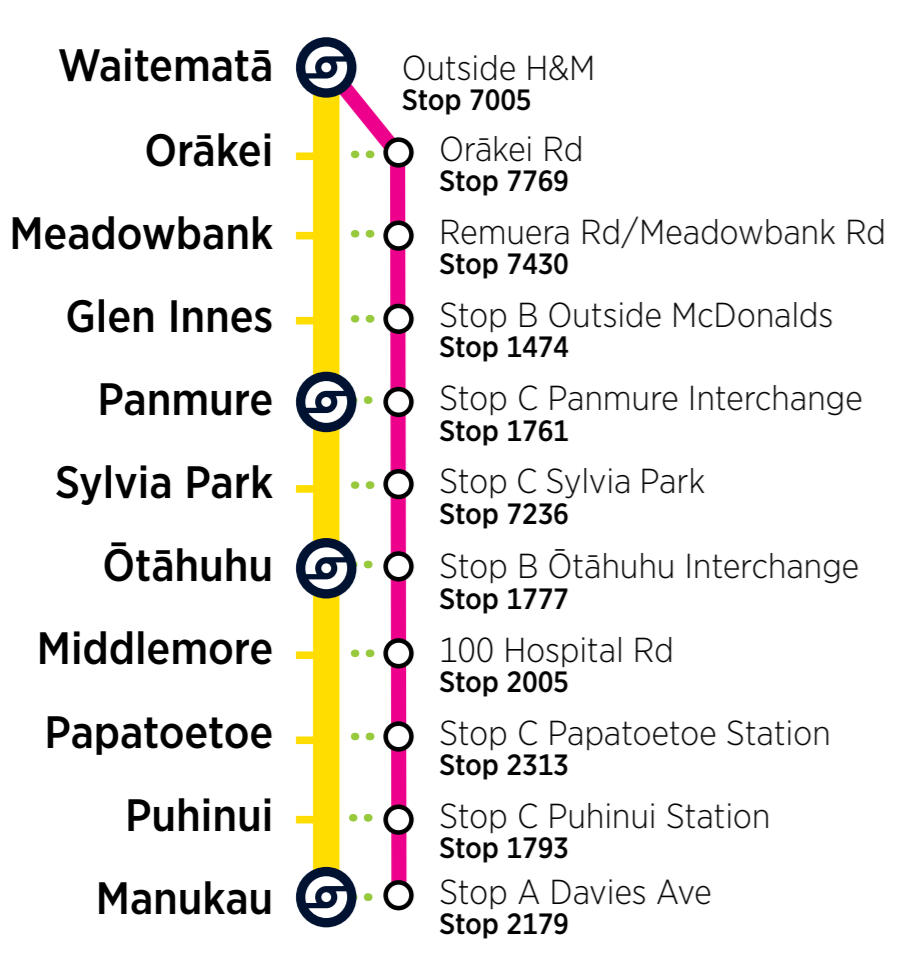 Waitematā
Outside H&M
Stop 7005
Orākei
Orākei Rd
Stop 7769
Meadowbank
Remuera Rd/Meadowbank Rd
Stop 7430
Glen Innes
Stop B Outside McDonalds
Stop 1474
Panmure
Stop C Panmure Interchange
Stop 1761
Sylvia Park
Stop C Sylvia Park
Stop 7236
Ōtāhuhu
Stop B Ōtāhuhu Interchange
Stop 1777
Middlemore
100 Hospital Rd
Stop 2005
Papatoetoe
Stop C Papatoetoe Station
Stop 2313
Puhinui
Stop C Puhinui Station
Stop 1793
Manukau
Stop A Davies Ave
Stop 2179